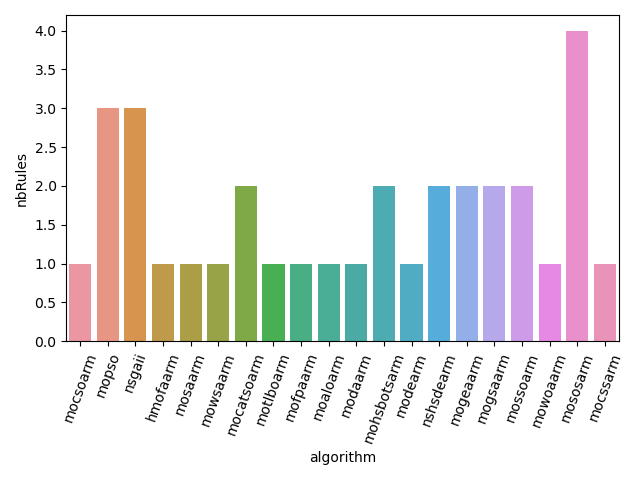 4.0
3.5
3.0
2.5
2.0
1.5
1.0
0.5
0.0
nbRules
mocsoarm
mopso
nsgaii
hmofaarm
mosaarm
mowsaarm
mocatsoarm
motlboarm
mofpaarm
moaloarm
modaarm
mohsbotsarm
modearm
nshsdearm
mogeaarm
mogsaarm
mossoarm
mowoaarm
mososarm
mocssarm
algorithm